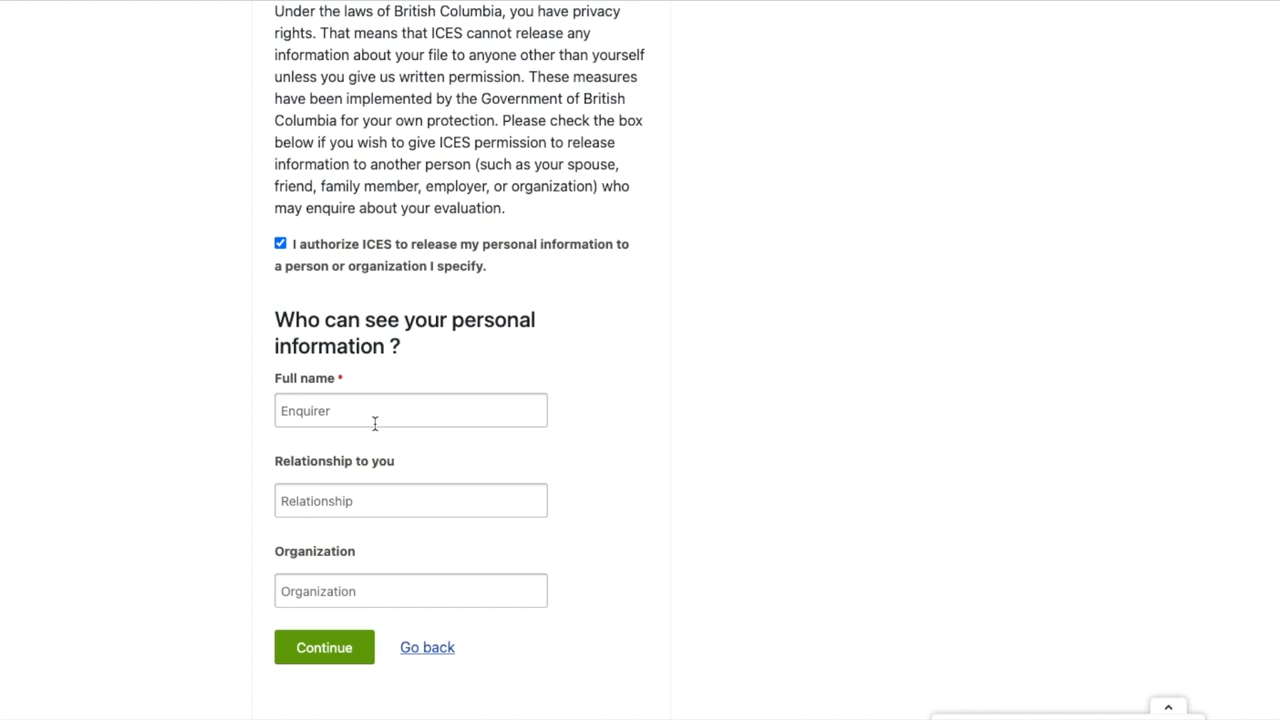 Under the laws of British Columbia, you have privacy
rights. That means that ICES cannot release any
information about your file to anyone other than yourself
unless you give us written permission. These measures
have been implemented by the Government of British
Columbia for your own protection. Please check the box
below if you wish to give ICES permission to release
information to another person (such as your spouse,
friend, family member, employer, or organization) who
may enquire about your evaluation.
I authorize ICES to release my personal information to
a person or organization I specify.
Who can see your personal
information ?
Full name •
Enquirer
Relationship to you
Relationship
Organization
Organization
Continue
Go back